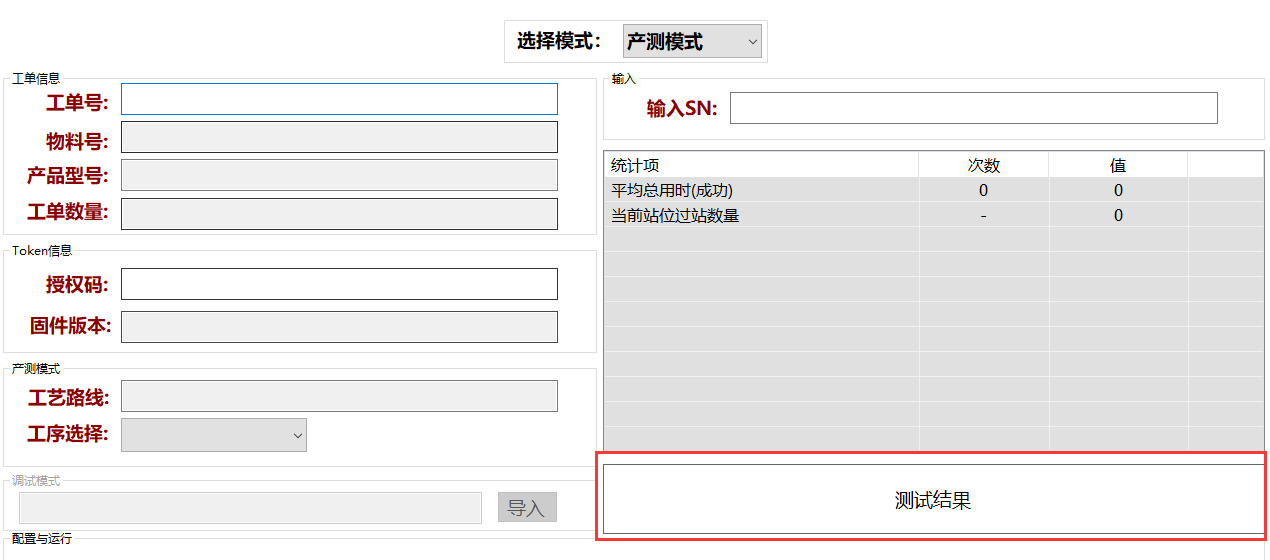 选择模式： 产测模式
工单信息
工单号:
物料号:
产品型号:
工单数量:
Token信息
授权码:
固件版本:
产测模式
工艺路线:
工序选择:
调试模式
导入
配置与运行
输入
输入SN:
统计项 次数 值
平均总用时(成功) 0 0
当前站位过站数量 - 0
测试结果